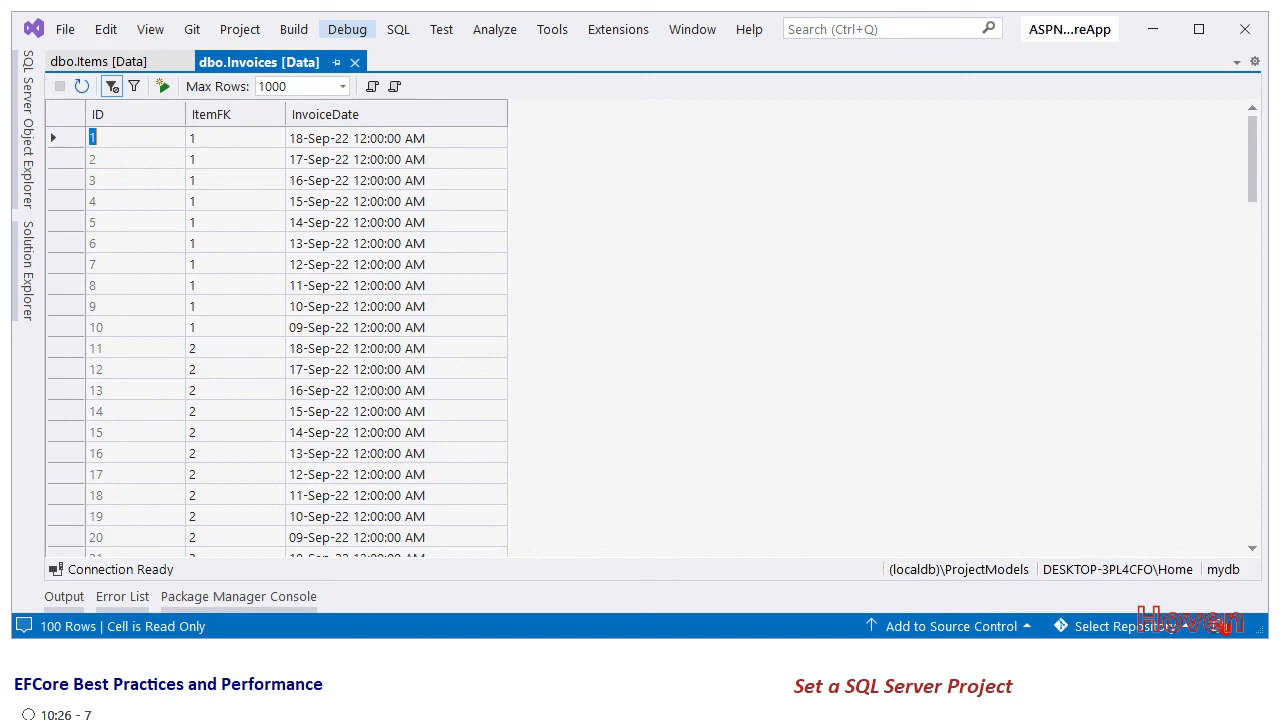 File Edit View Git Project Build Debug SQL Test Analyze Tools Extensions Window Help Search (Ctrl+Q) ASPN...reApp
dbo.Items [Data] dbo.Invoices [Data]
Max Rows: 1000
SQL Server Object Explorer
Solution Explorer
ID ItemFK InvoiceDate
1 1 18-Sep-22 12:00:00 AM
2 1 17-Sep-22 12:00:00 AM
3 1 16-Sep-22 12:00:00 AM
4 1 15-Sep-22 12:00:00 AM
5 1 14-Sep-22 12:00:00 AM
6 1 13-Sep-22 12:00:00 AM
7 1 12-Sep-22 12:00:00 AM
8 1 11-Sep-22 12:00:00 AM
9 1 10-Sep-22 12:00:00 AM
10 1 09-Sep-22 12:00:00 AM
11 2 18-Sep-22 12:00:00 AM
12 2 17-Sep-22 12:00:00 AM
13 2 16-Sep-22 12:00:00 AM
14 2 15-Sep-22 12:00:00 AM
15 2 14-Sep-22 12:00:00 AM
16 2 13-Sep-22 12:00:00 AM
17 2 12-Sep-22 12:00:00 AM
18 2 11-Sep-22 12:00:00 AM
19 2 10-Sep-22 12:00:00 AM
20 2 09-Sep-22 12:00:00 AM
Connection Ready (localdb)\ProjectModels DESKTOP-3PL4CFO\Home mydb
Output Error List Package Manager Console
100 Rows | Cell is Read Only Add to Source Control Select Repository
Hoven
EFCore Best Practices and Performance Set a SQL Server Project
10:26 - 7